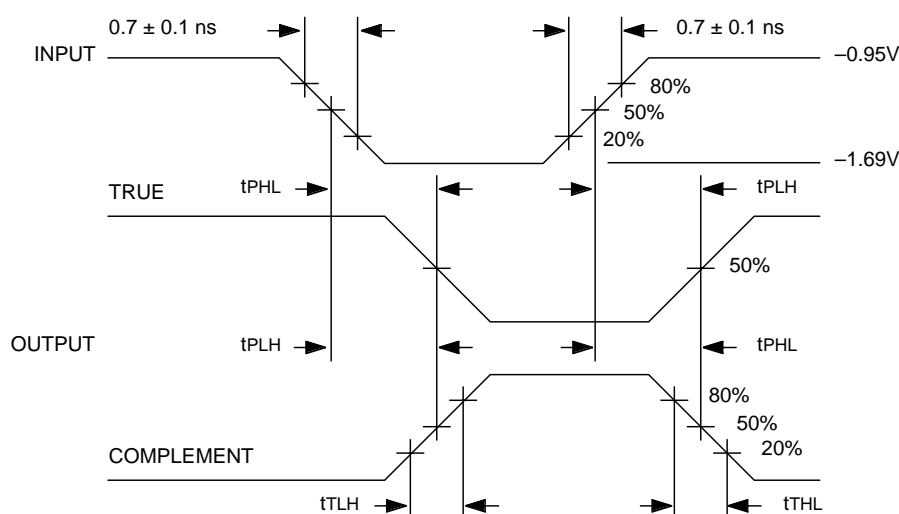 0.7 ± 0.1 ns
0.7 ± 0.1 ns
INPUT
–0.95V
80%
50%
20%
–1.69V
tPHL
tPLH
TRUE
50%
OUTPUT
tPLH
tPHL
80%
50%
COMPLEMENT
20%
tTLH
tTHL